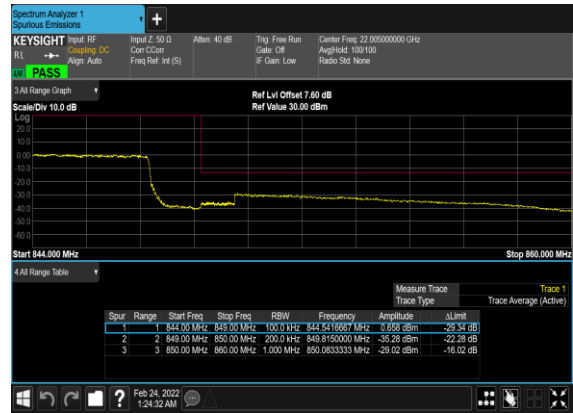 Spectrum Analyzer 1
Spurious Emissions
+
KEYSIGHT Input: RF Input Z: 50 Ω Atten: 40 dB Trig: Free Run Center Freq: 22.005000000 GHz
RL Coupling: DC Corr CCorr Gate: Off Avg|Hold: 100/100
Align: Auto Freq Ref: Int (S) IF Gain: Low Radio Std: None
PASS
3 All Range Graph
Ref Lvl Offset 7.60 dB
Scale/Div 10.0 dB Ref Value 30.00 dBm
Log
20.0
10.0
0.00
-10.0
-20.0
-30.0
-40.0
-50.0
-60.0
Start 844.000 MHz Stop 860.000 MHz
4 All Range Table
Measure Trace Trace 1
Trace Type Trace Average (Active)
Spur Range Start Freq Stop Freq RBW Frequency Amplitude ΔLimit
1 1 844.00 MHz 849.00 MHz 100.0 kHz 844.5416667 MHz 0.658 dBm -29.34 dB
2 2 849.00 MHz 850.00 MHz 200.0 kHz 849.8150000 MHz -35.28 dBm -22.28 dB
3 3 850.00 MHz 860.00 MHz 1.000 MHz 850.0833333 MHz -29.02 dBm -16.02 dB
? Feb 24, 2022
1:24:32 AM